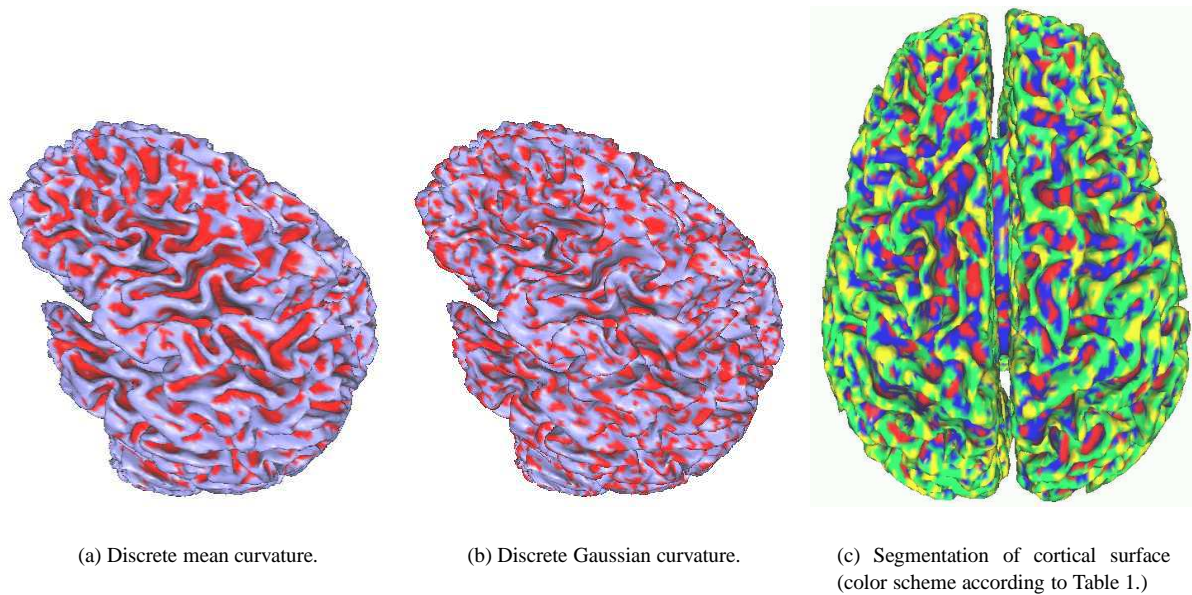 (a) Discrete mean curvature.
(b) Discrete Gaussian curvature.
(c) Segmentation of cortical surface
(color scheme according to Table 1.)